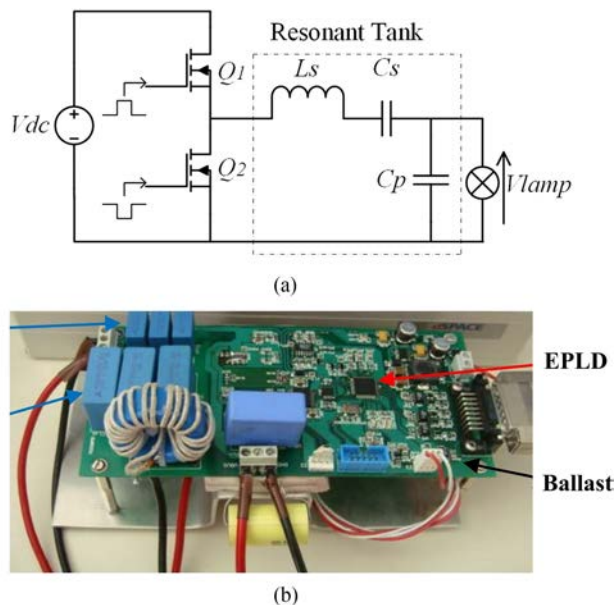 Resonant Tank
Q1
Ls
Cs
Vdc
Q2
Cp
Vlamp
(a)
EPLD
Ballast
(b)